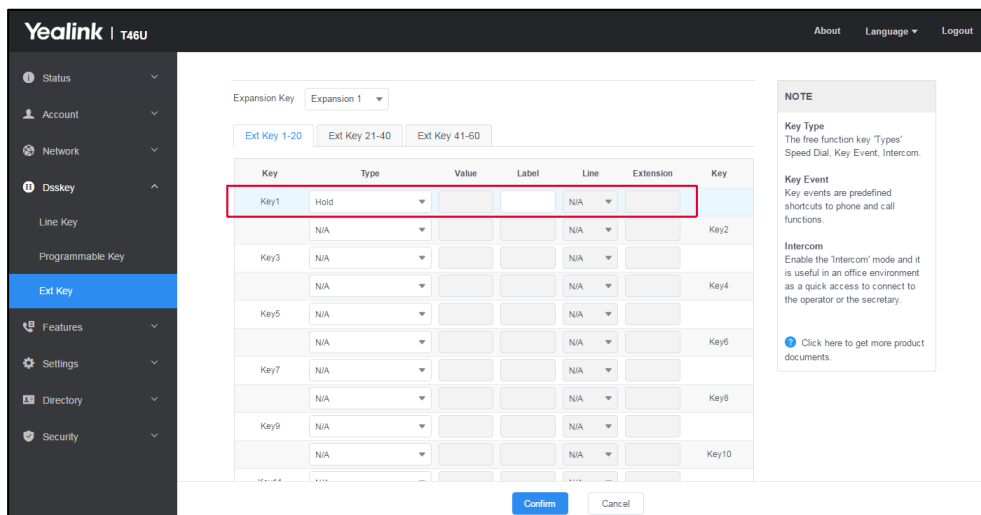 Yealink | T46U
About Language Logout
Status
Account
Network
Dsskey
Line Key
Programmable Key
Ext Key
Features
Settings
Directory
Security
Expansion Key Expansion 1
Ext Key 1-20 Ext Key 21-40 Ext Key 41-60
Key Type Value Label Line Extension Key
Key1 Hold N/A
N/A N/A Key2
Key3 N/A N/A
N/A N/A Key4
Key5 N/A N/A
N/A N/A Key6
Key7 N/A N/A
N/A N/A Key8
Key9 N/A N/A
N/A N/A Key10
Confirm Cancel
NOTE
Key Type
The free function key 'Types'
Speed Dial, Key Event, Intercom.
Key Event
Key events are predefined
shortcuts to phone and call
functions.
Intercom
Enable the 'Intercom' mode and it
is useful in an office environment
as a quick access to connect to
the operator or the secretary.
Click here to get more product
documents.